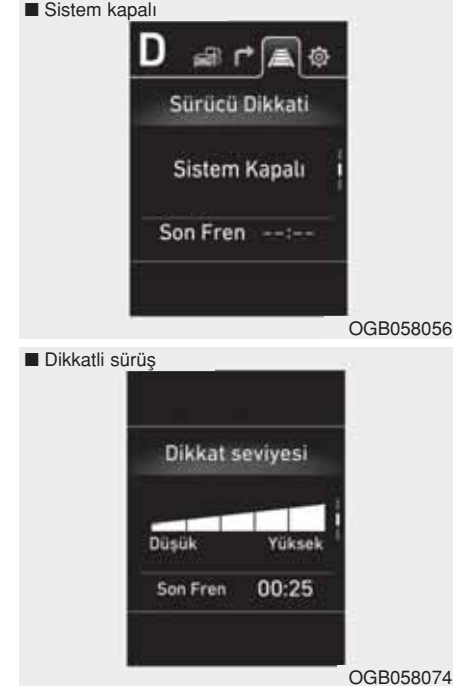 ■ Sistem kapalı
D
Sürücü Dikkati
Sistem Kapalı
Son Fren --:--
OGB058056
■ Dikkatli sürüş
Dikkat seviyesi
Düşük Yüksek
Son Fren 00:25
OGB058074